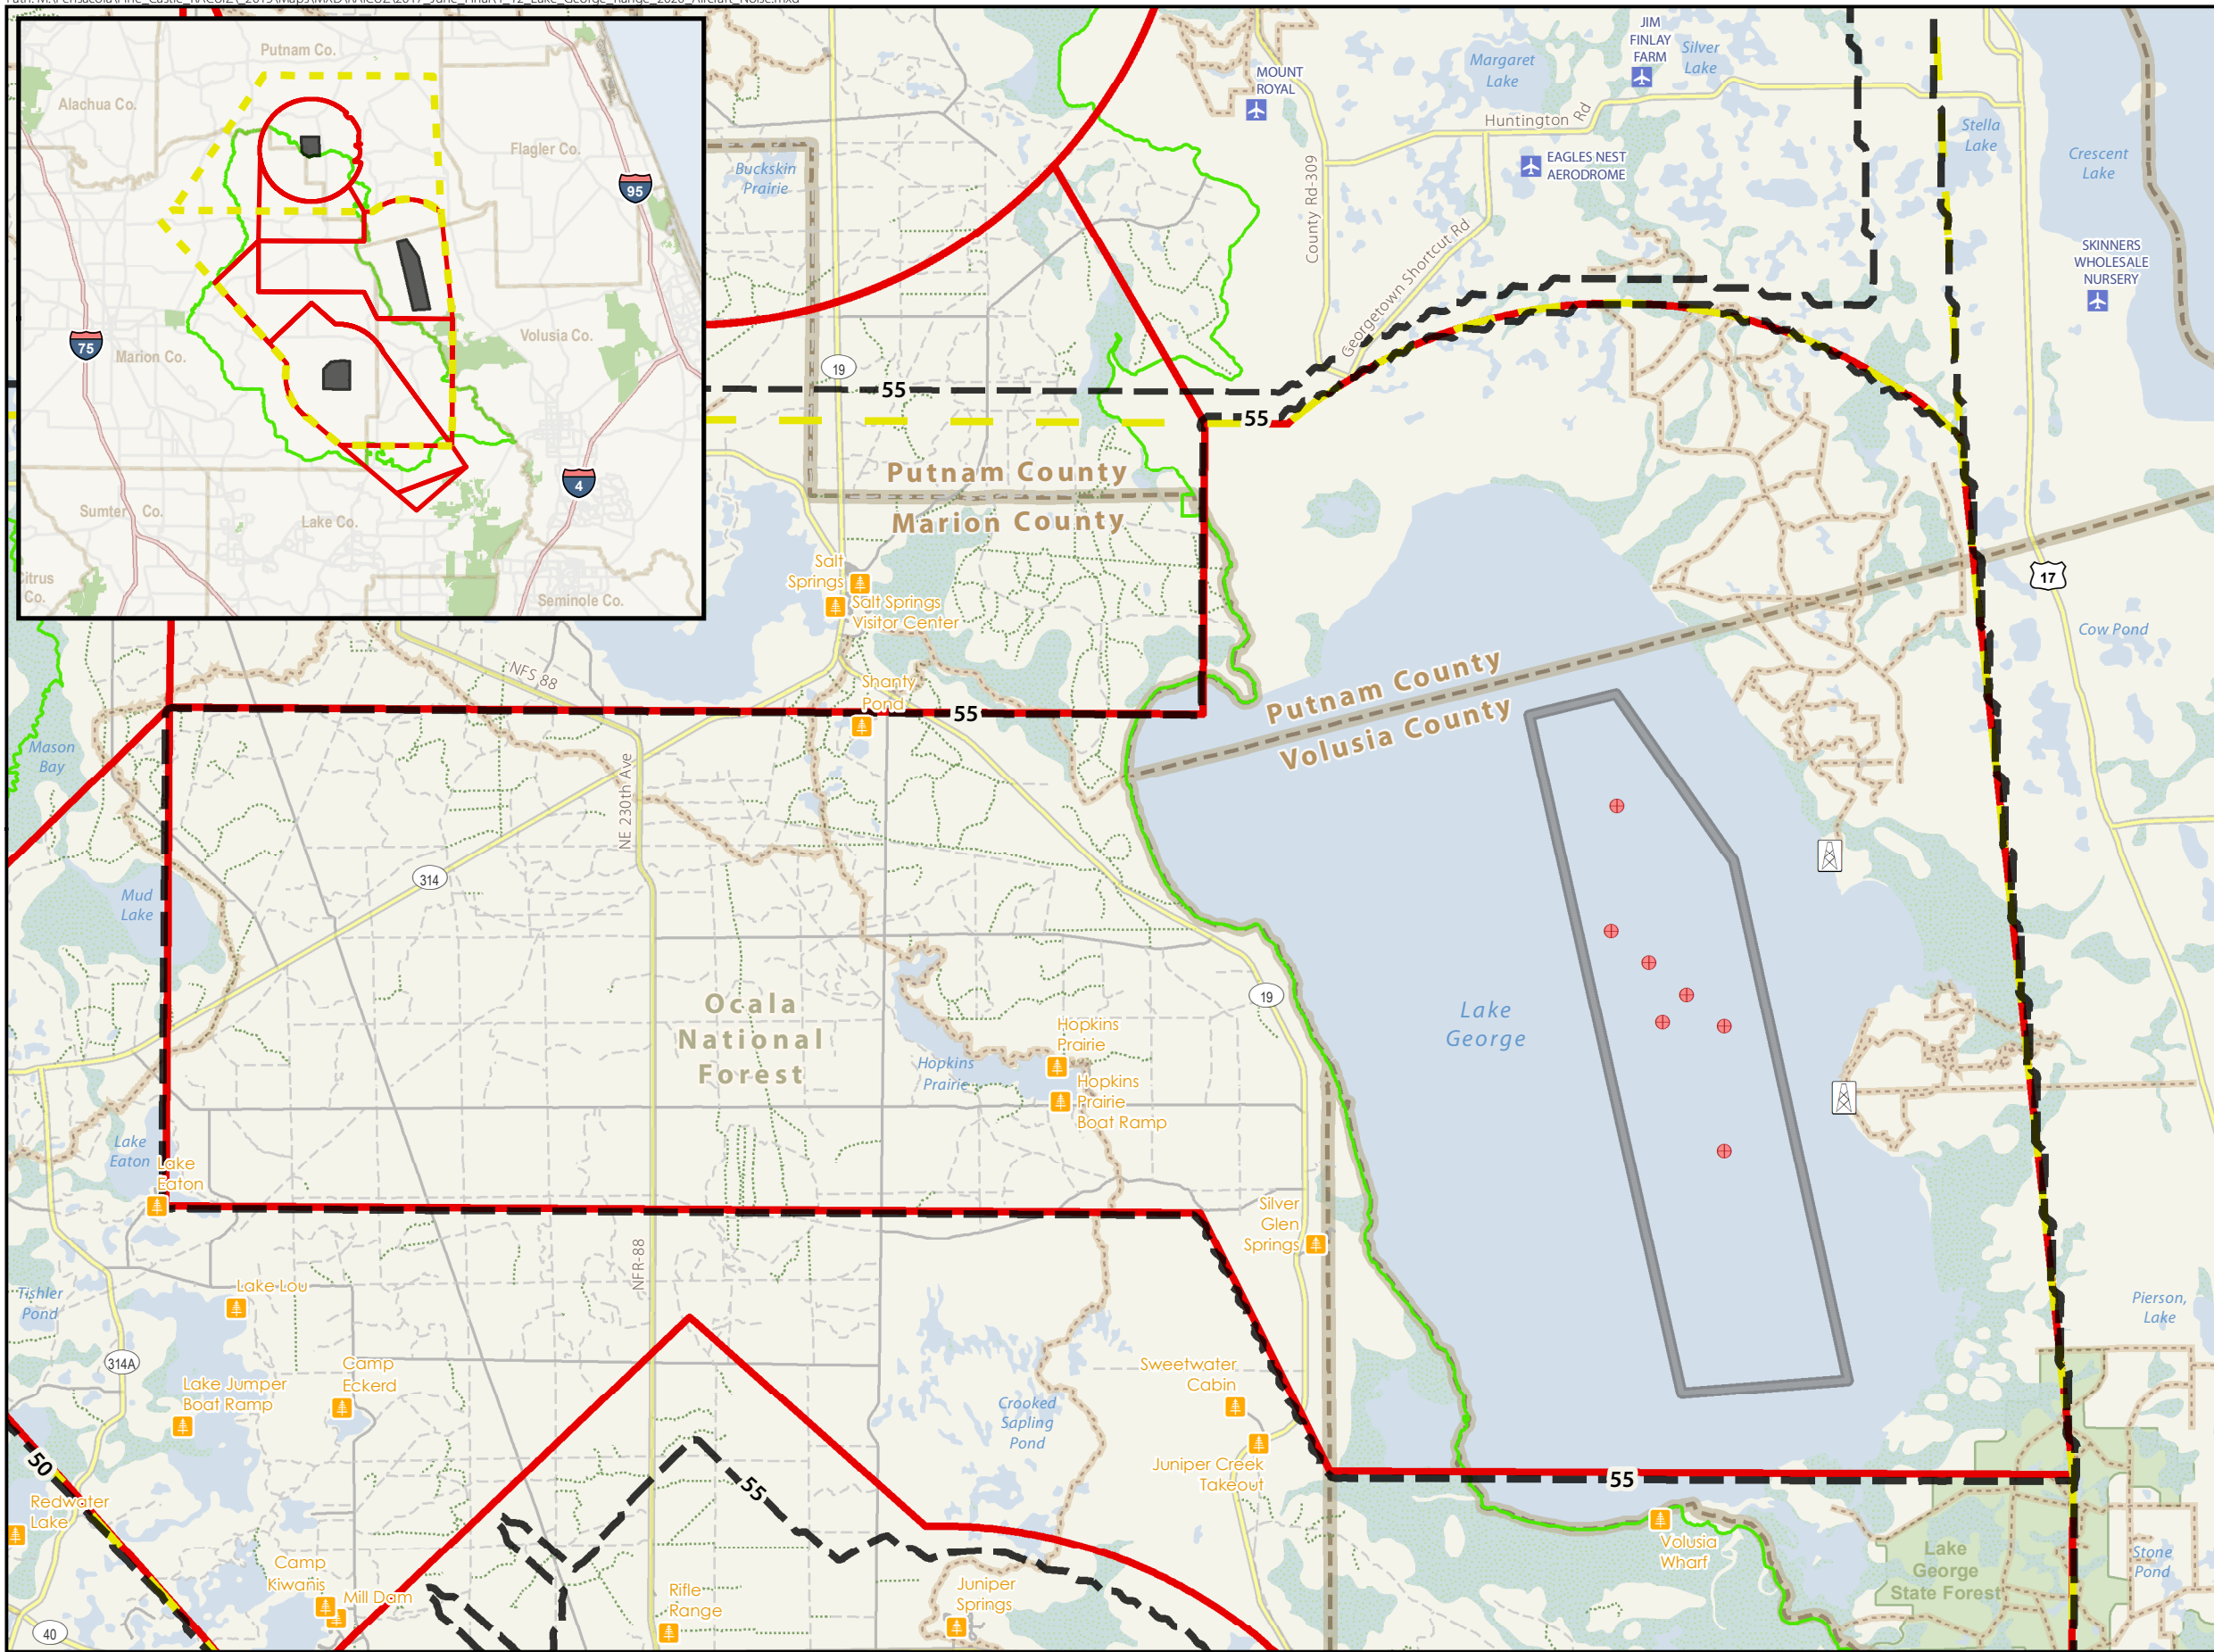 Putnam Co.
Alachua Co.
Flagler Co.
95
75
Marion Co.
Volusia Co.
4
Sumter Co.
Lake Co.
Citrus
Co.
Seminole Co.
JIM
FINLAY
FARM
Silver
Lake
Margaret
Lake
MOUNT
ROYAL
Huntington Rd
Stella
Lake
Crescent
Lake
Buckskin
Prairie
EAGLES NEST
AERODROME
County Rd-309
Georgetown Shortcut Rd
SKINNERS
WHOLESALE
NURSERY
19
55
55
Putnam County
Marion County
17
Salt
Springs
Salt Springs
Visitor Center
Cow Pond
NFS 88
Shanty
Pond
55
Putnam County
Volusia County
Mason
Bay
NE 230th Ave
314
Mud
Lake
Ocala
National
Forest
19
Lake
George
Hopkins
Prairie
Hopkins
Prairie
Hopkins
Prairie
Boat Ramp
Lake
Eaton
Lake
Eaton
Silver
Glen
Springs
NFR-88
Lake Lou
Tishler
Pond
Pierson,
Lake
314A
Camp
Eckerd
Lake Jumper
Boat Ramp
Sweetwater
Cabin
Crooked
Sapling
Pond
Juniper Creek
Takeout
50
55
55
Redwater
Lake
Volusia
Wharf
Lake
George
State Forest
Stone
Pond
Camp
Kiwanis
Mill Dam
Rifle
Range
Juniper
Springs
40